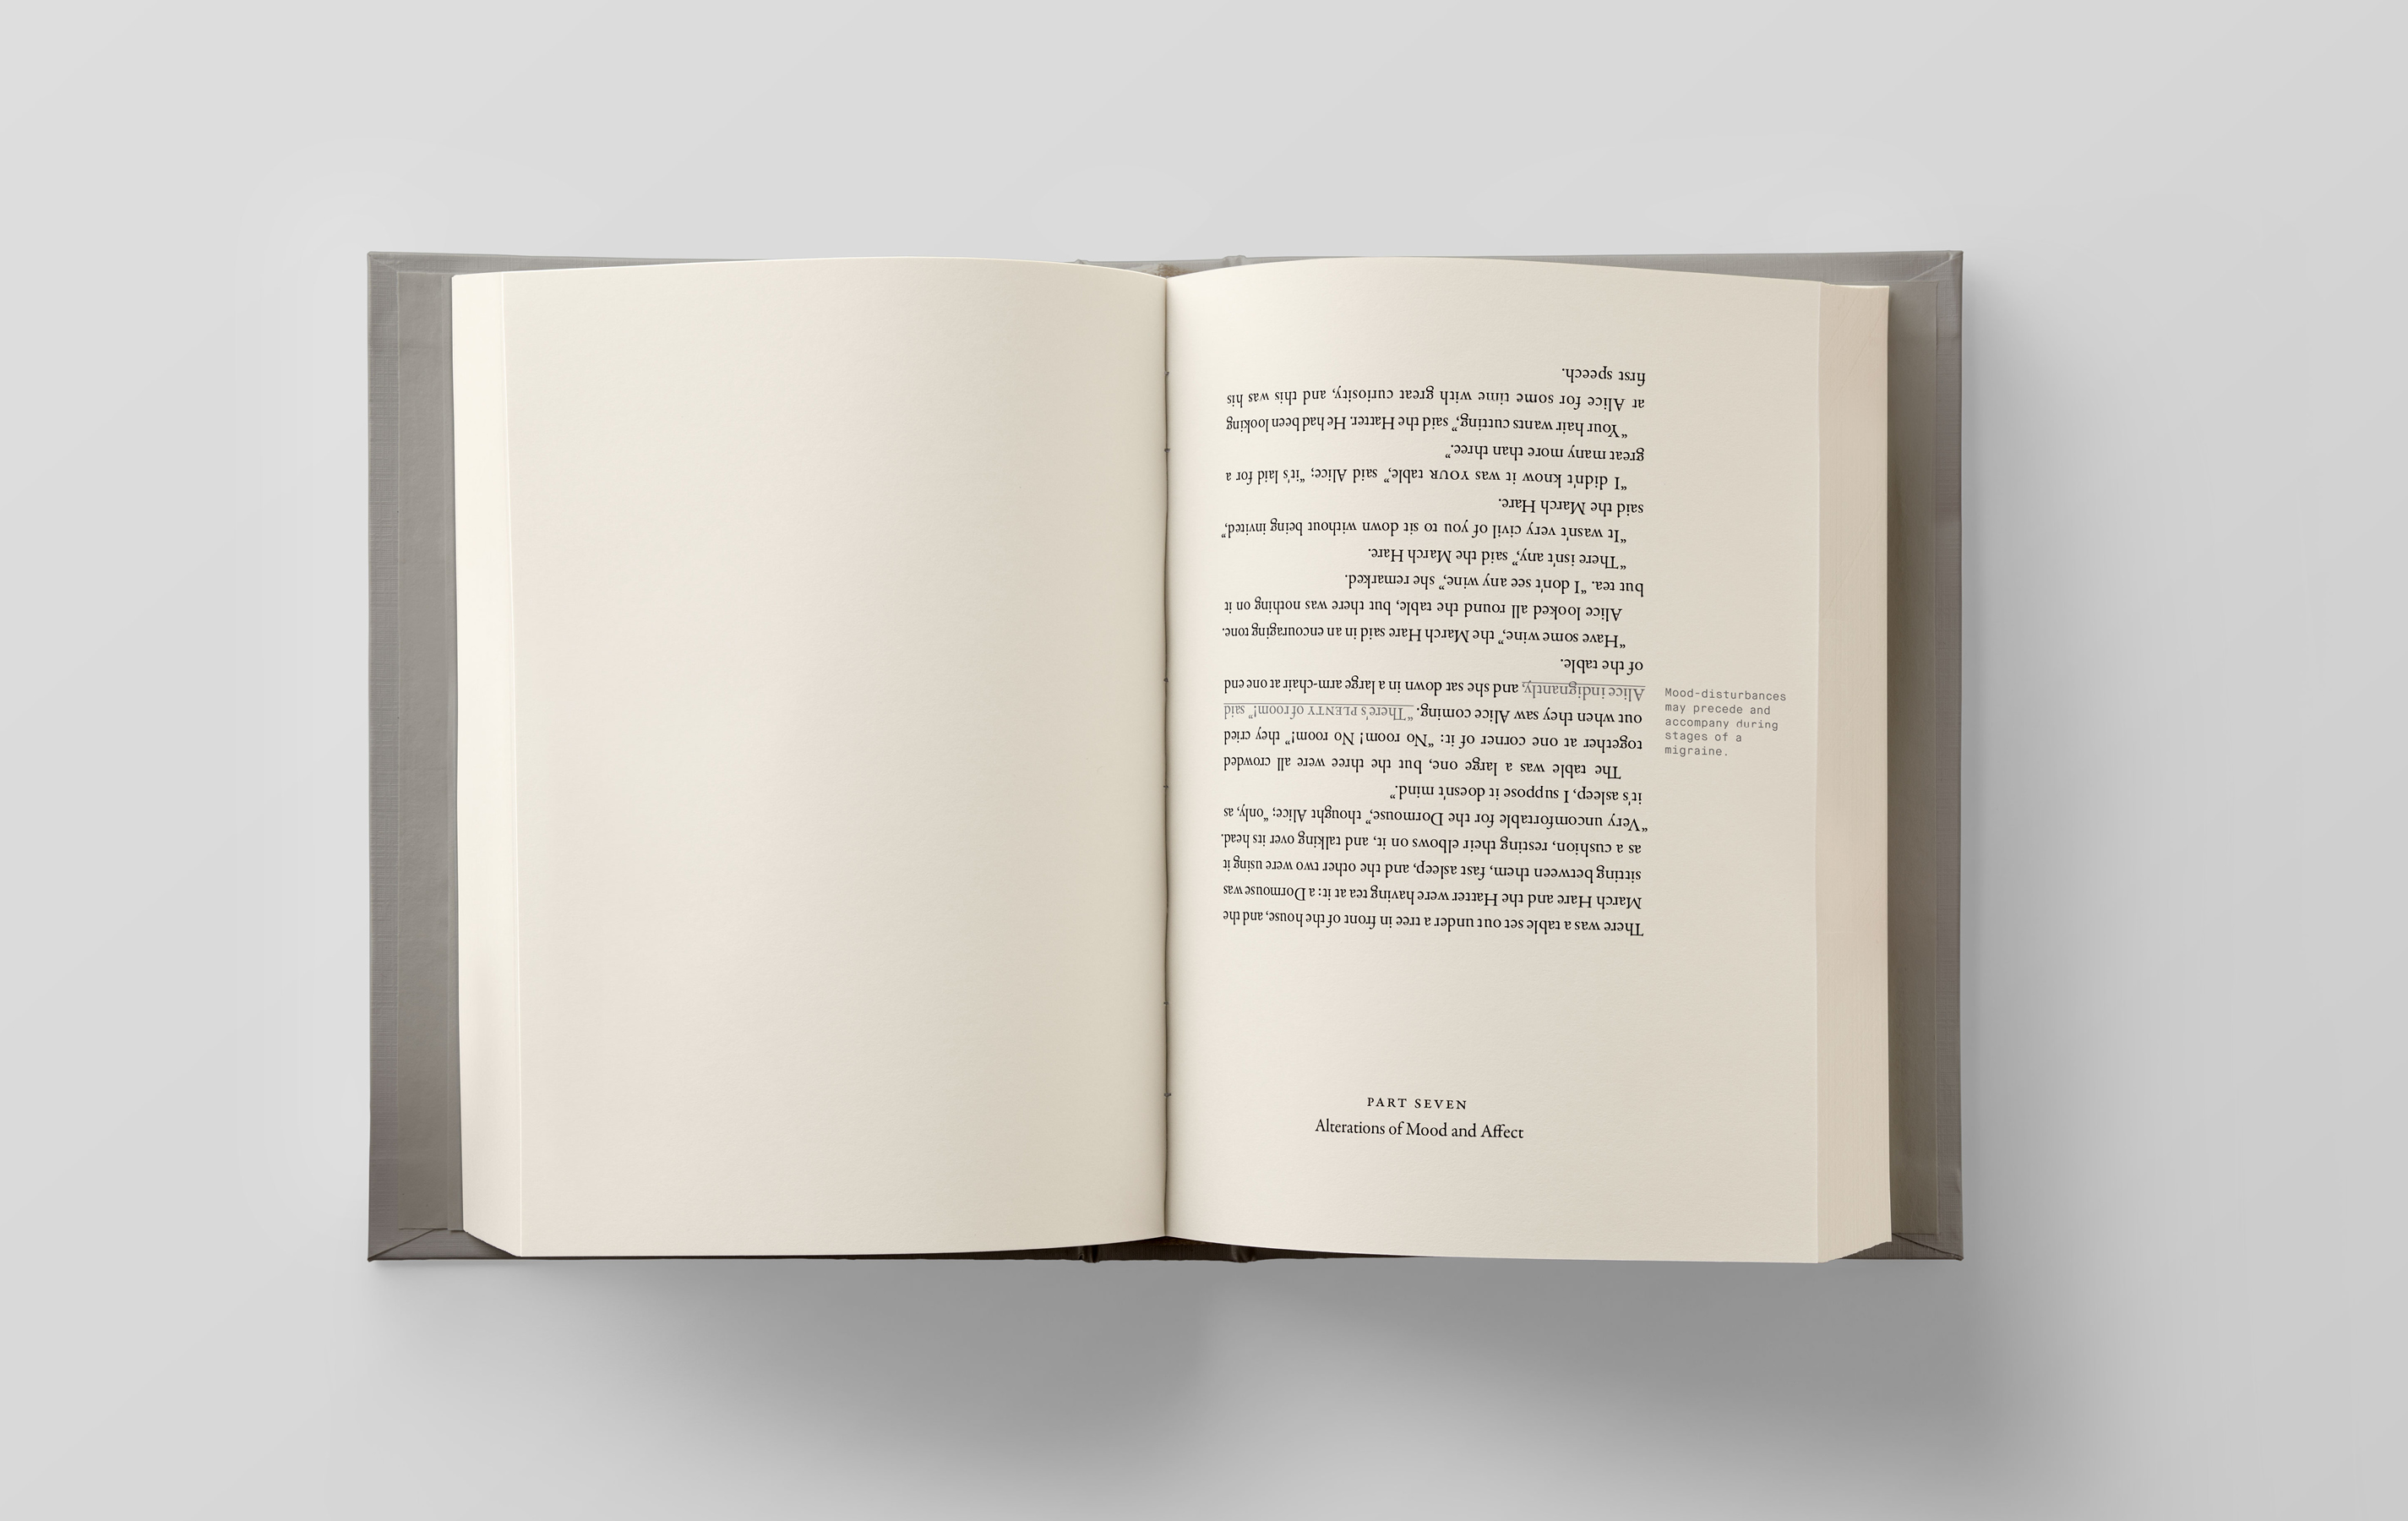 There was a table set out under a tree in front of the house, and the
March Hare and the Hatter were having tea at it: a Dormouse was
sitting between them, fast asleep, and the other two were using it
as a cushion, resting their elbows on it, and talking over its head.
“Very uncomfortable for the Dormouse,” thought Alice; “only, as
it’s asleep, I suppose it doesn’t mind.”
The table was a large one, but the three were all crowded
together at one corner of it: “No room! No room!” they cried
out when they saw Alice coming. “There’s PLENTY of room!” said
Alice indignantly, and she sat down in a large arm-chair at one end
of the table.
“Have some wine,” the March Hare said in an encouraging tone.
Alice looked all round the table, but there was nothing on it
but tea. “I don’t see any wine,” she remarked.
“There isn’t any,” said the March Hare.
“It wasn’t very civil of you to sit down without being invited,”
said the March Hare.
“I didn’t know it was YOUR table,” said Alice; “it’s laid for a
great many more than three.”
“Your hair wants cutting,” said the Hatter. He had been looking
at Alice for some time with great curiosity, and this was his
first speech.
Mood-disturbances
may precede and
accompany during
stages of a
migraine.
PART SEVEN
Alterations of Mood and Affect